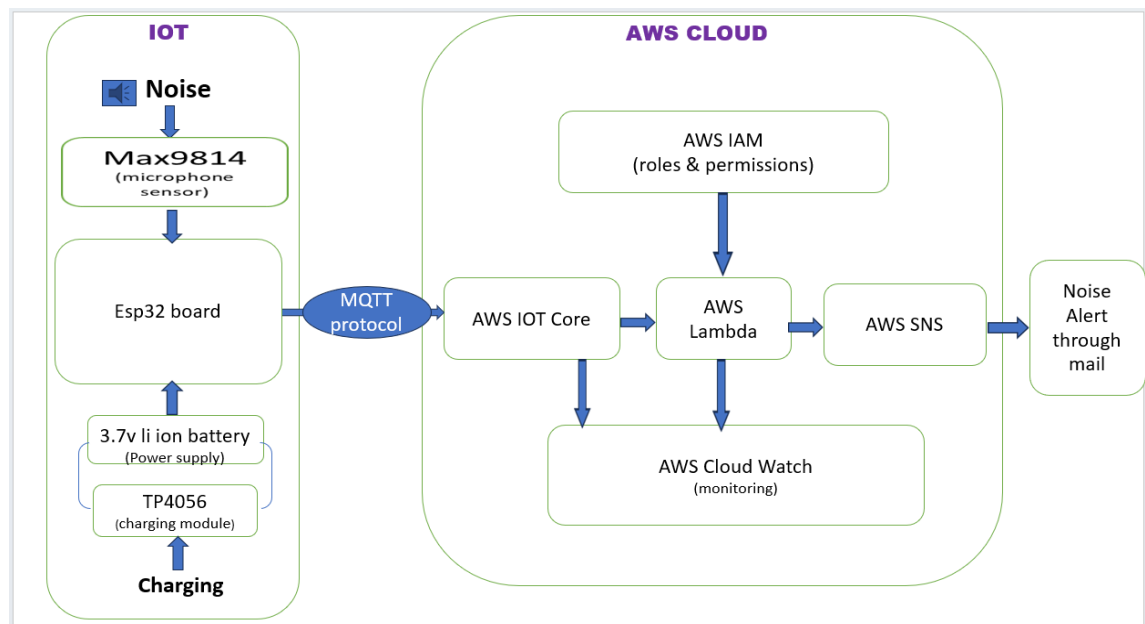 IOT
Noise
Max9814
(microphone
sensor)
Esp32 board
3.7v li ion battery
(Power supply)
TP4056
(charging module)
Charging
MQTT
protocol
AWS CLOUD
AWS IAM
(roles & permissions)
AWS IOT Core
AWS
Lambda
AWS SNS
AWS Cloud Watch
(monitoring)
Noise
Alert
through
mail